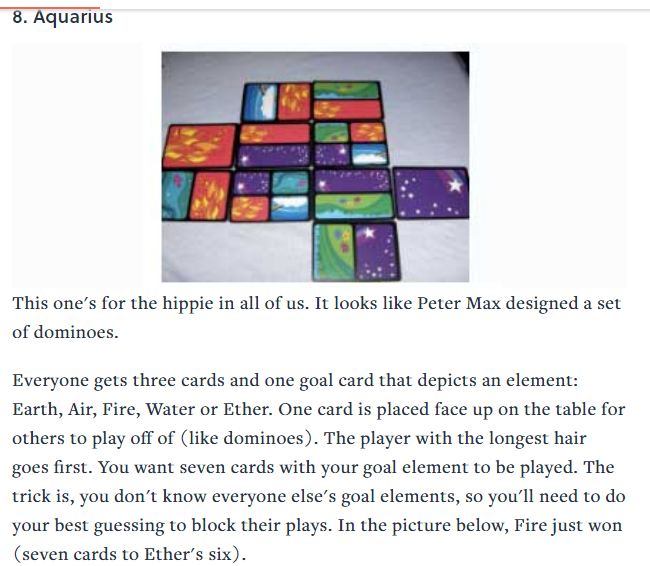 8. Aquarius
This one's for the hippie in all of us. It looks like Peter Max designed a set
of dominoes.
Everyone gets three cards and one goal card that depicts an element:
Earth, Air, Fire, Water or Ether. One card is placed face up on the table for
others to play off of (like dominoes). The player with the longest hair
goes first. You want seven cards with your goal element to be played. The
trick is, you don't know everyone else's goal elements, so you'll need to do
your best guessing to block their plays. In the picture below, Fire just won
(seven cards to Ether's six).